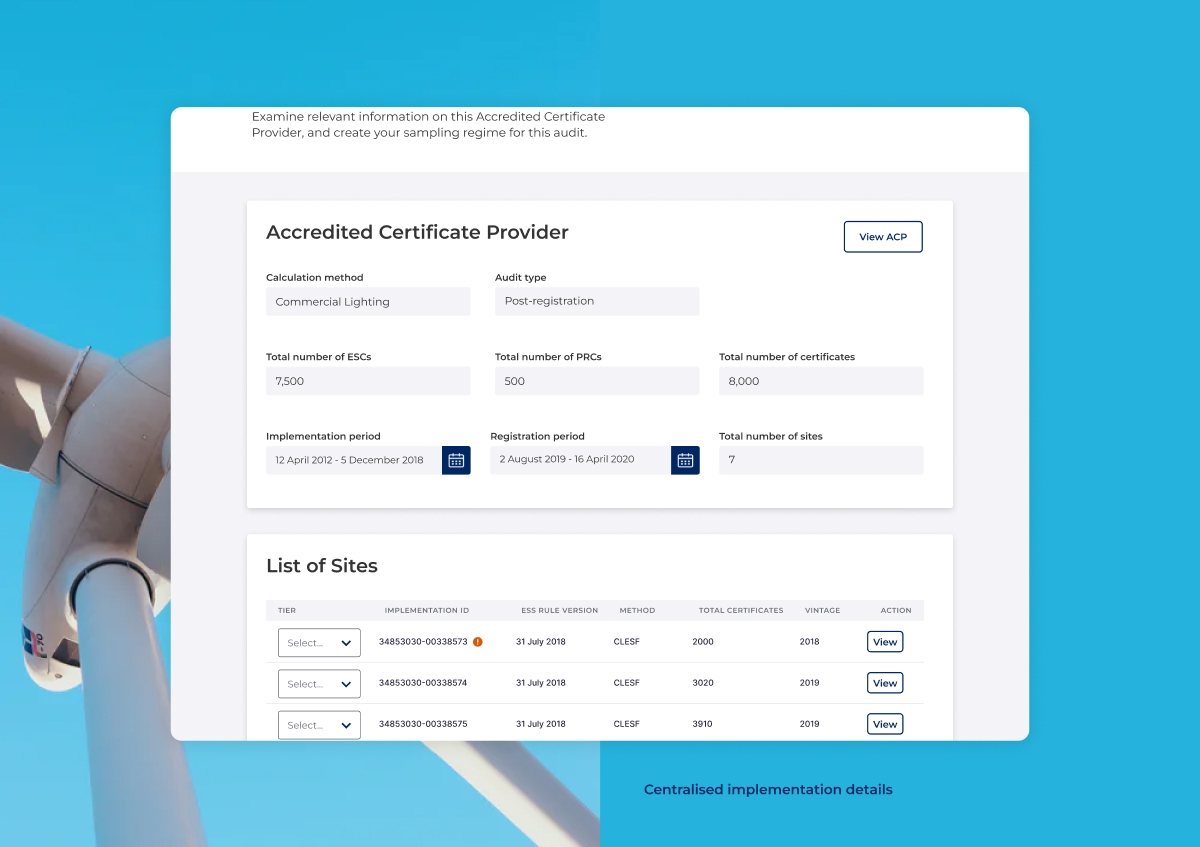 Examine relevant information on this Accredited Certificate
Provider, and create your sampling regime for this audit.
Accredited Certificate Provider
View ACP
Calculation method
Audit type
Commercial Lighting
Post-registration
Total number of ESCs
Total number of PRCs
Total number of certificates
7,500
500
8,000
Implementation period
Registration period
Total number of sites
12 April 2012 - 5 December 2018
2 August 2019 - 16 April 2020
7
List of Sites
TIER IMPLEMENTATION ID ESS RULE VERSION METHOD TOTAL CERTIFICATES VINTAGE ACTION
Select... 34853030-00338573 31 July 2018 CLESF 2000 2018 View
Select... 34853030-00338574 31 July 2018 CLESF 3020 2019 View
Select... 34853030-00338575 31 July 2018 CLESF 3910 2019 View
Centralised implementation details